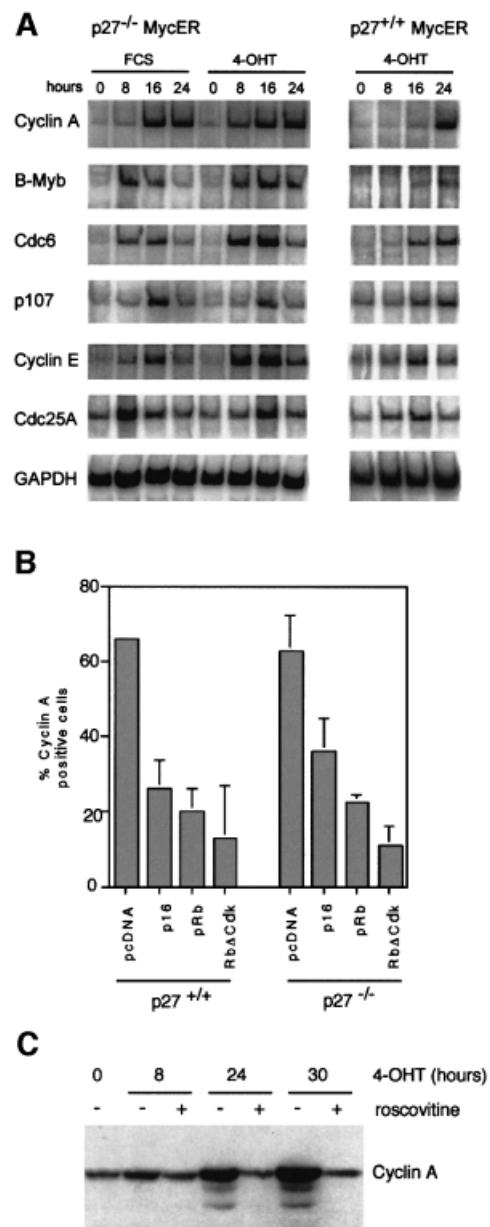 A
p27-/- MycER p27+/+ MycER
FCS 4-OHT 4-OHT
hours 0 8 16 24 0 8 16 24 0 8 16 24
Cyclin A
B-Myb
Cdc6
p107
Cyclin E
Cdc25A
GAPDH
B
80
60
40
20
0
% Cyclin A
positive cells
pcDNA p16 pRb RbΔCdk pcDNA p16 pRb RbΔCdk
p27 +/+ p27 -/-
C
0 8 24 30 4-OHT (hours)
- - + - + - + roscovitine
Cyclin A